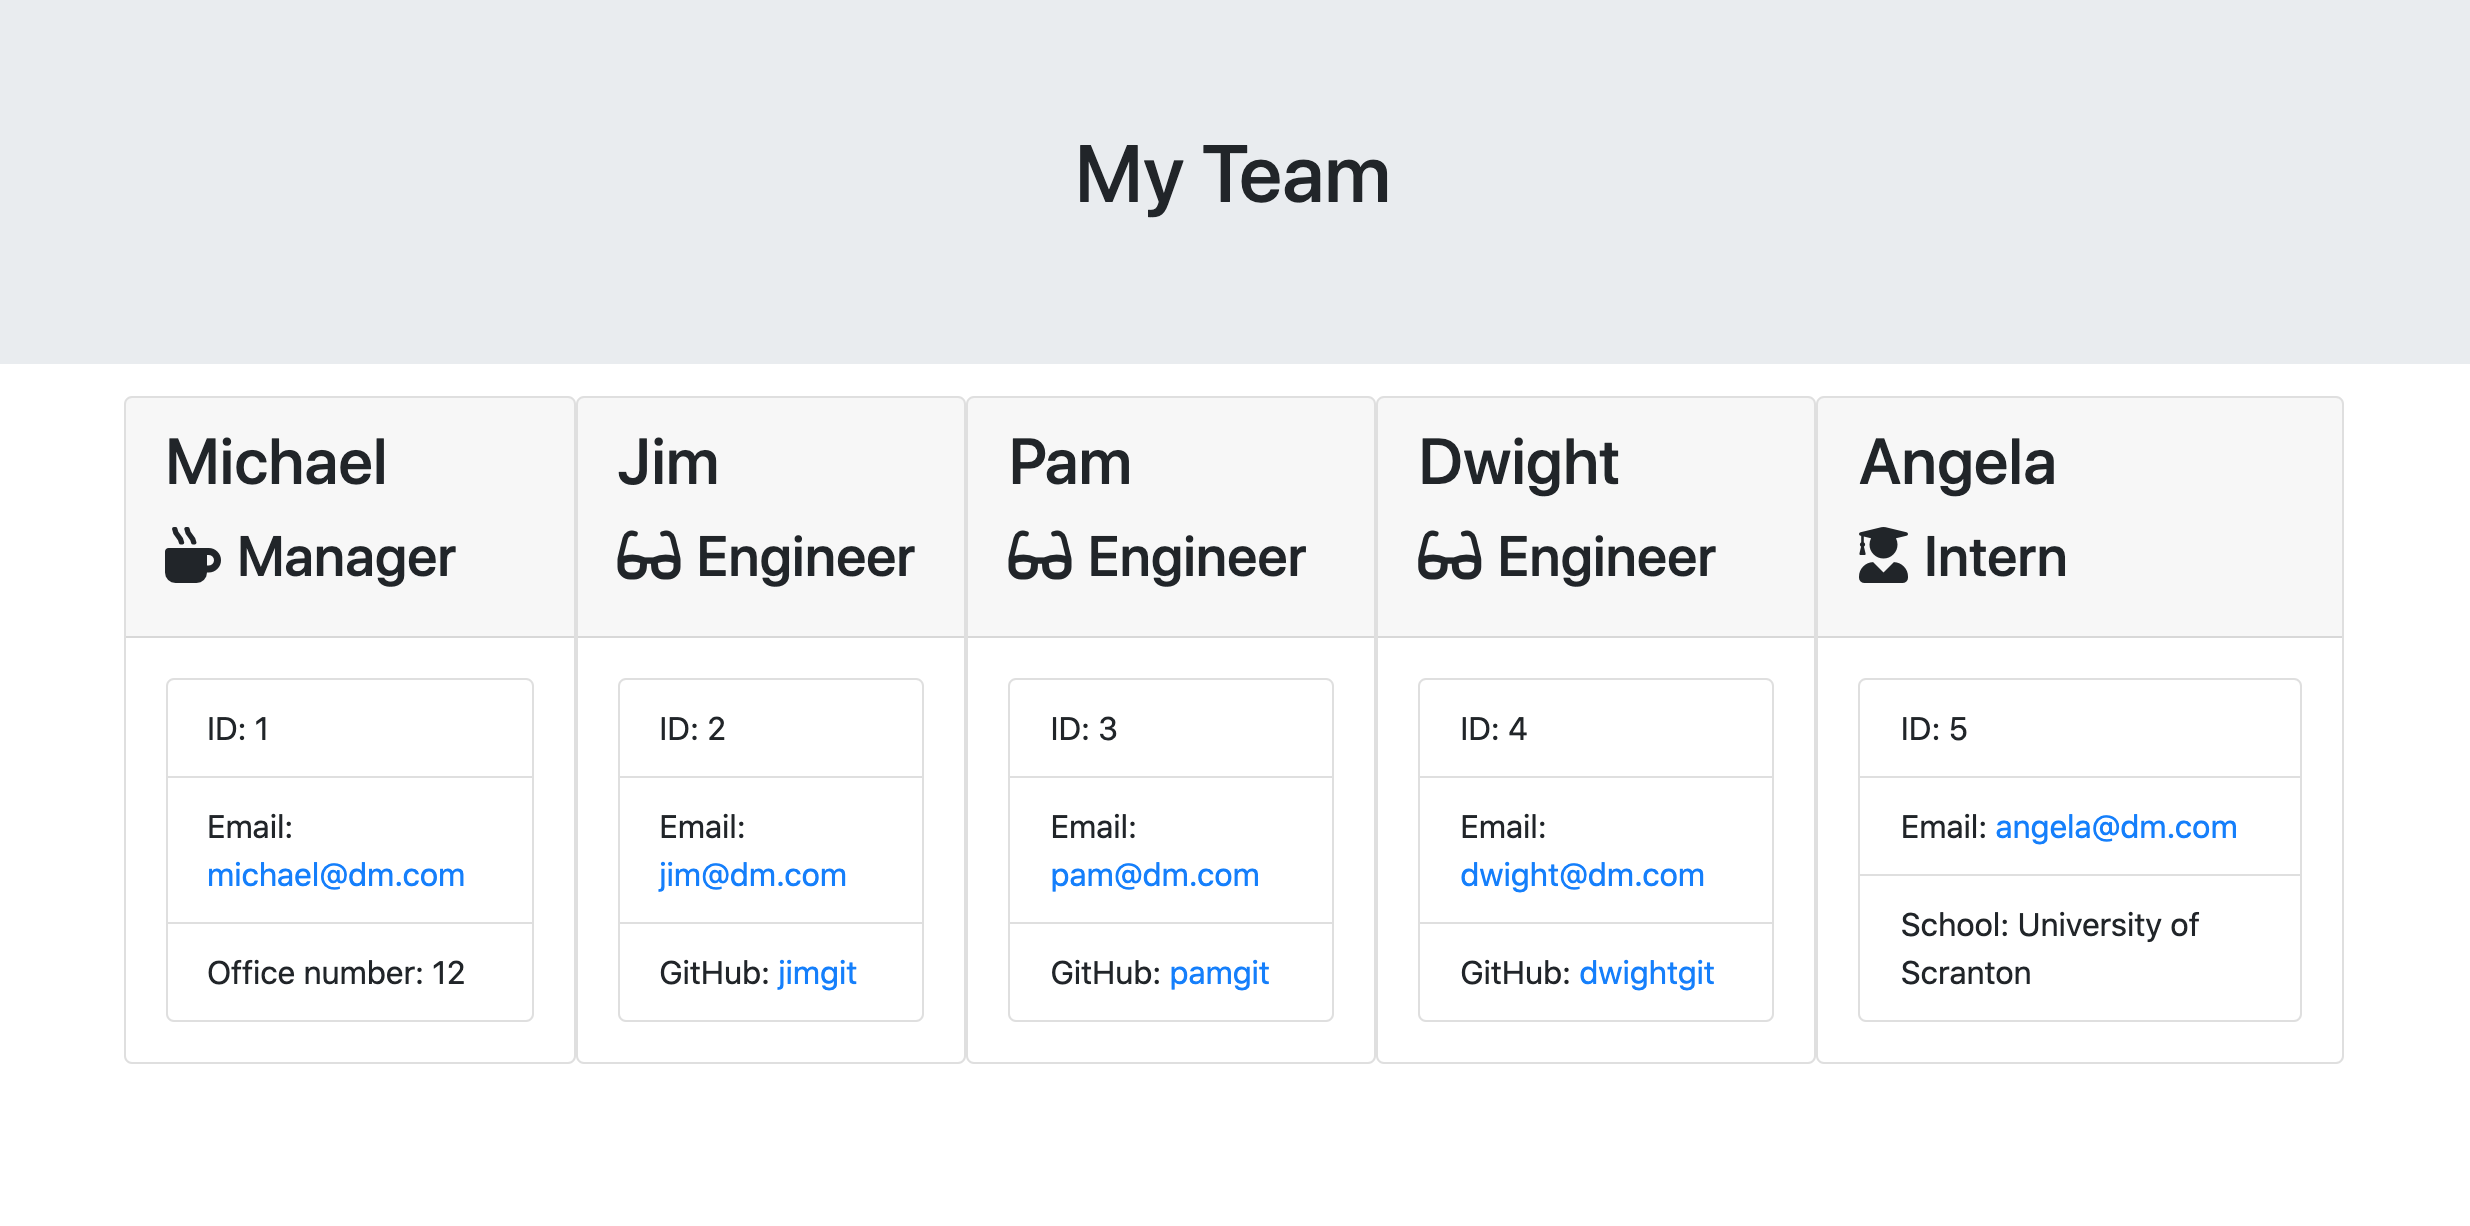 My Team
Michael
Manager
ID: 1
Email:
michael@dm.com
Office number: 12
Jim
Engineer
ID: 2
Email:
jim@dm.com
GitHub: jimgit
Pam
Engineer
ID: 3
Email:
pam@dm.com
GitHub: pamgit
Dwight
Engineer
ID: 4
Email:
dwight@dm.com
GitHub: dwightgit
Angela
Intern
ID: 5
Email: angela@dm.com
School: University of
Scranton